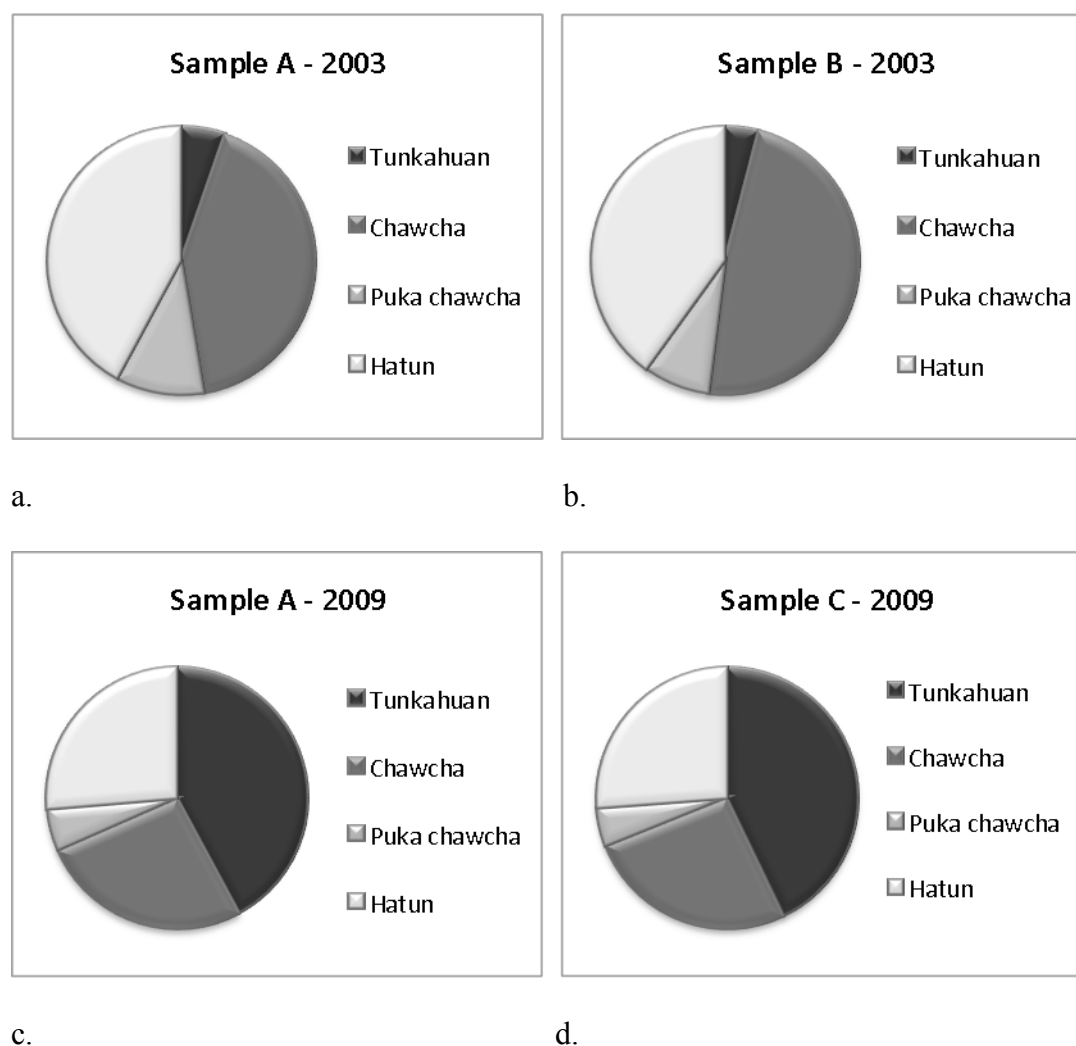 Sample A - 2003
Tunkahuan
Chawcha
Puka chawcha
Hatun
Sample B - 2003
Tunkahuan
Chawcha
Puka chawcha
Hatun
a.
b.
Sample A - 2009
Tunkahuan
Chawcha
Puka chawcha
Hatun
Sample C - 2009
Tunkahuan
Chawcha
Puka chawcha
Hatun
c.
d.